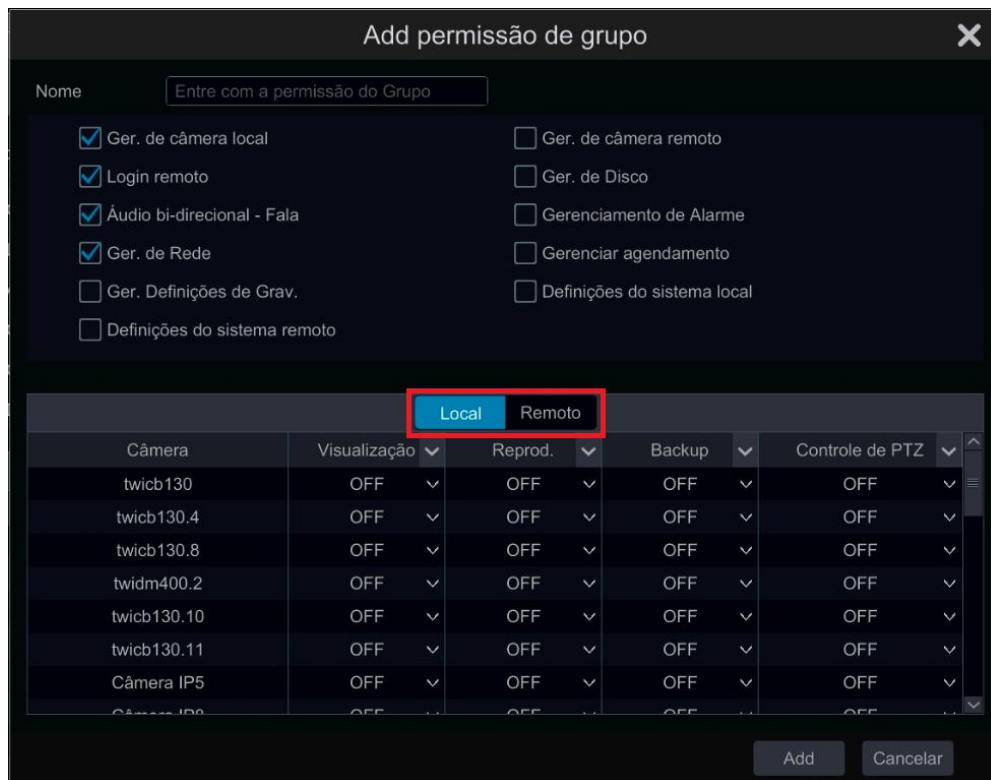 Add permissão de grupo
Nome Entre com a permissão do Grupo
Ger. de câmera local Ger. de câmera remoto
Login remoto Ger. de Disco
Áudio bi-direcional - Fala Gerenciamento de Alarme
Ger. de Rede Gerenciar agendamento
Ger. Definições de Grav. Definições do sistema local
Definições do sistema remoto
Local Remoto
Câmera Visualização Reprod. Backup Controle de PTZ
twicb130 OFF OFF OFF OFF
twicb130.4 OFF OFF OFF OFF
twicb130.8 OFF OFF OFF OFF
twidm400.2 OFF OFF OFF OFF
twicb130.10 OFF OFF OFF OFF
twicb130.11 OFF OFF OFF OFF
Câmera IP5 OFF OFF OFF OFF
Add Cancelar